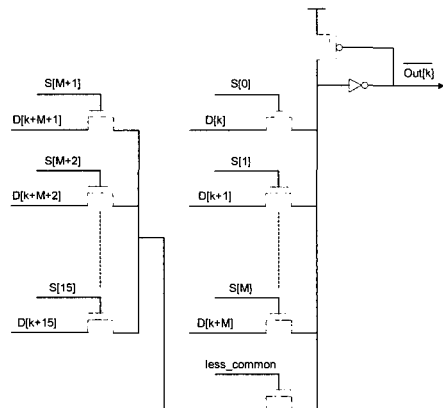 S[M+1]
D[k+M+1]
S[M+2]
D[k+M+2]
S[15]
D[k+15]
S[0]
D[k]
S[1]
D[k+1]
S[M]
D[k+M]
less_common
Out[k]